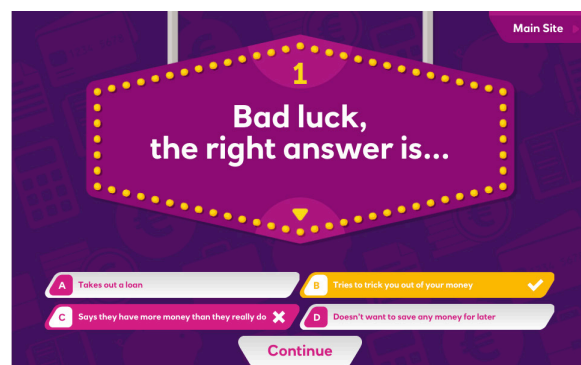 Main Site
1
Bad luck,
the right answer is...
A Takes out a loan
B Tries to trick you out of your money
C Says they have more money than they really do
D Doesn't want to save any money for later
Continue